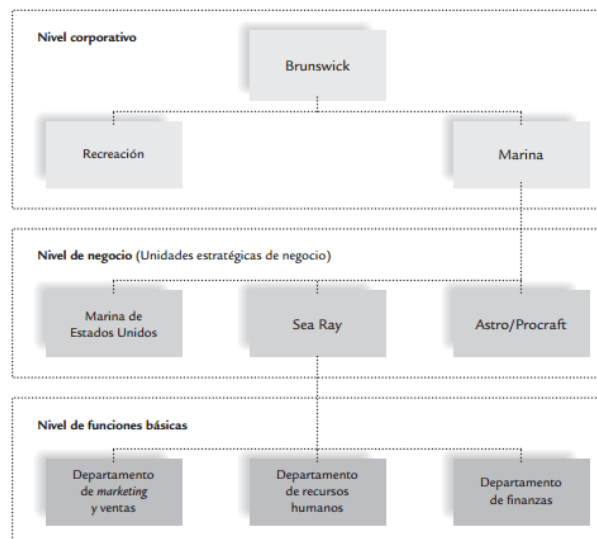 Nivel corporativo
Brunswick
Recreación
Marina
Nivel de negocio (Unidades estratégicas de negocio)
Marina de
Estados Unidos
Sea Ray
Astro/Procraft
Nivel de funciones básicas
Departamento
de marketing
y ventas
Departamento
de recursos
humanos
Departamento
de finanzas